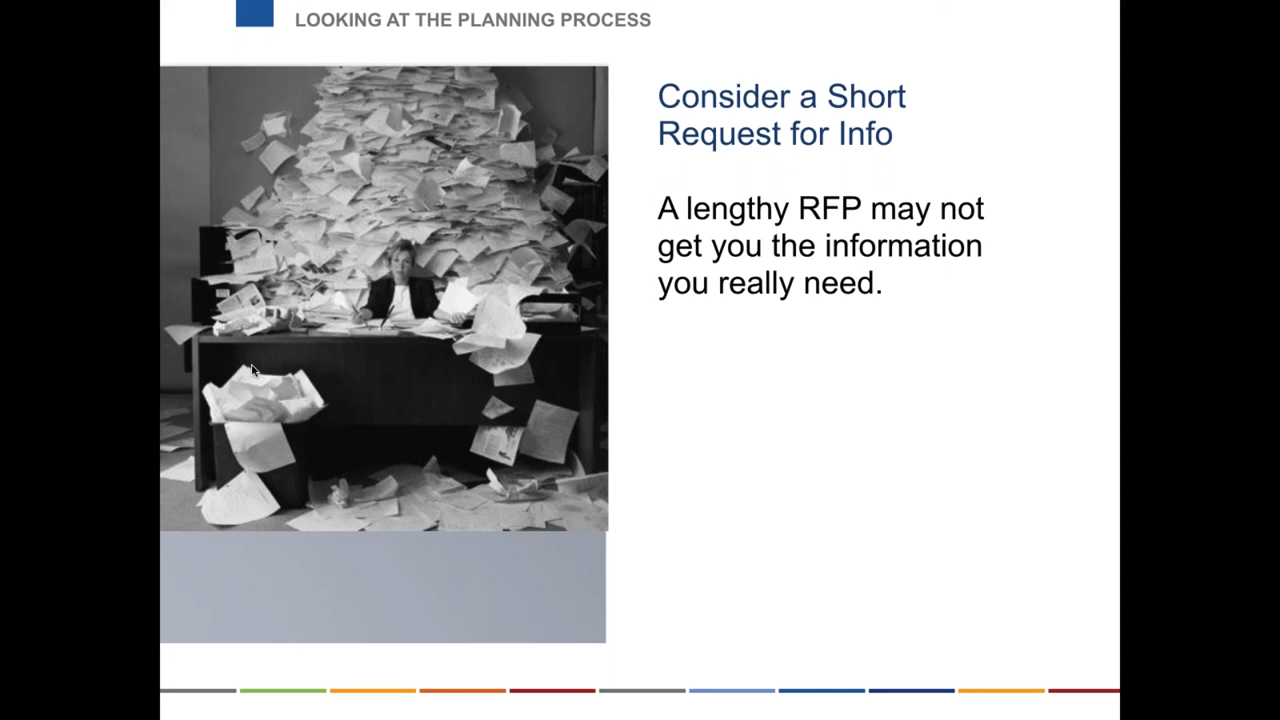 LOOKING AT THE PLANNING PROCESS
Consider a Short
Request for Info
A lengthy RFP may not
get you the information
you really need.